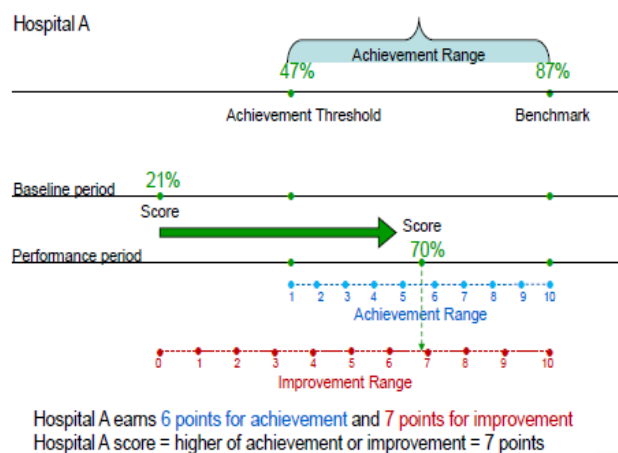 Hospital A
Achievement Range
47% 87%
Achievement Threshold Benchmark
21%
Baseline period
Score
Score
70%
Performance period
1 2 3 4 5 6 7 8 9 10
Achievement Range
0 1 2 3 4 5 6 7 8 9 10
Improvement Range
Hospital A earns 6 points for achievement and 7 points for improvement
Hospital A score = higher of achievement or improvement = 7 points